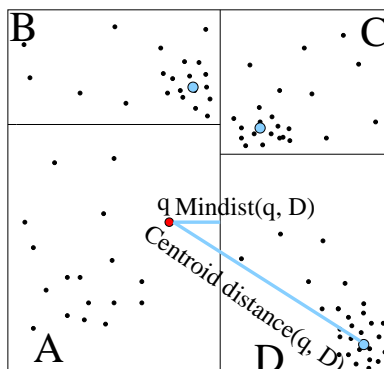 B
C
q Mindist(q, D)
Centroid distance(q, D)
A
D